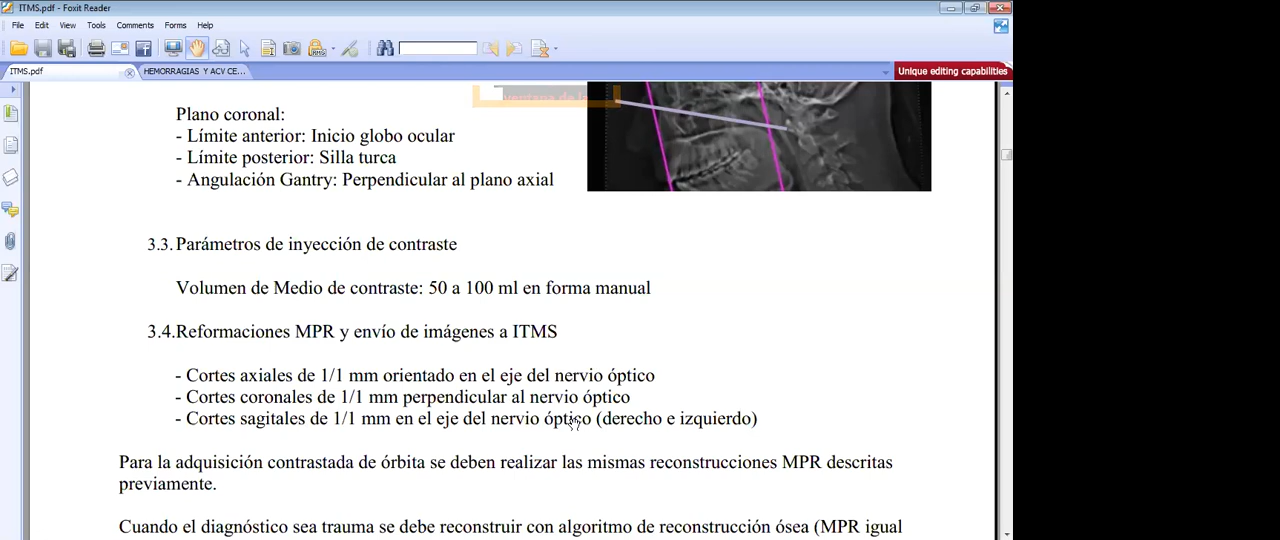 ITMS.pdf - Foxit Reader
File Edit View Tools Comments Forms Help
ITMS.pdf
HEMORRAGIAS Y ACV CE...
Unique editing capabilities
Plano coronal:
- Límite anterior: Inicio globo ocular
- Límite posterior: Silla turca
- Angulación Gantry: Perpendicular al plano axial
3.3. Parámetros de inyección de contraste
Volumen de Medio de contraste: 50 a 100 ml en forma manual
3.4. Reformaciones MPR y envío de imágenes a ITMS
- Cortes axiales de 1/1 mm orientado en el eje del nervio óptico
- Cortes coronales de 1/1 mm perpendicular al nervio óptico
- Cortes sagitales de 1/1 mm en el eje del nervio óptico (derecho e izquierdo)
Para la adquisición contrastada de órbita se deben realizar las mismas reconstrucciones MPR descritas
previamente.
Cuando el diagnóstico sea trauma se debe reconstruir con algoritmo de reconstrucción ósea (MPR igual